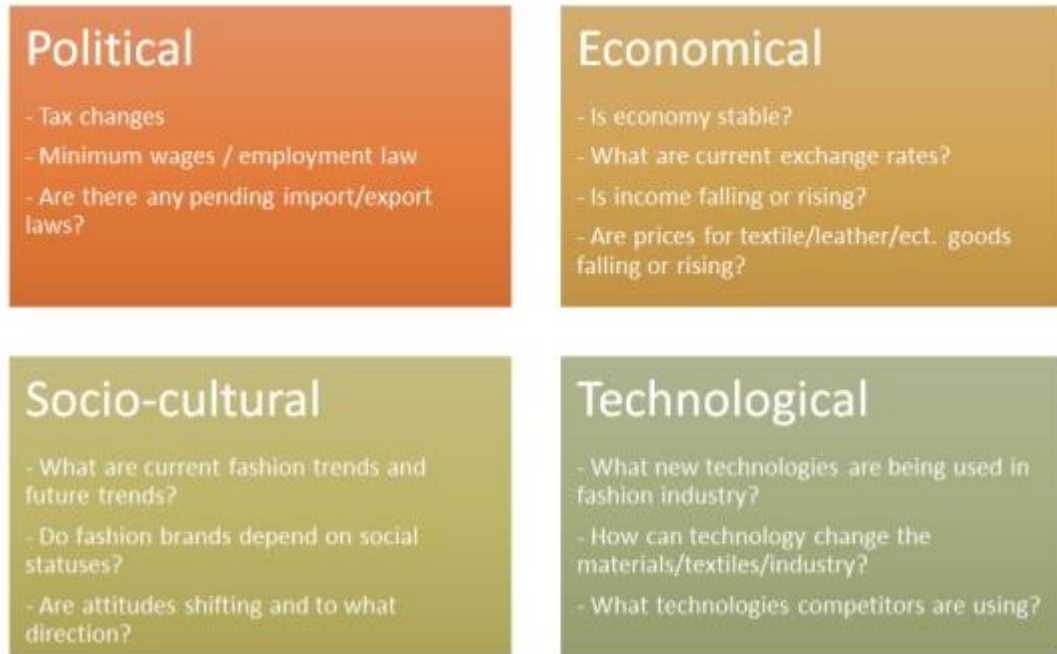 Political
- Tax changes
- Minimum wages / employment law
- Are there any pending import/export
laws?
Economical
- Is economy stable?
- What are current exchange rates?
- Is income falling or rising?
- Are prices for textile/leather/ect. goods
falling or rising?
Socio-cultural
- What are current fashion trends and
future trends?
- Do fashion brands depend on social
statuses?
- Are attitudes shifting and to what
direction?
Technological
- What new technologies are being used in
fashion industry?
- How can technology change the
materials/textiles/industry?
- What technologies competitors are using?